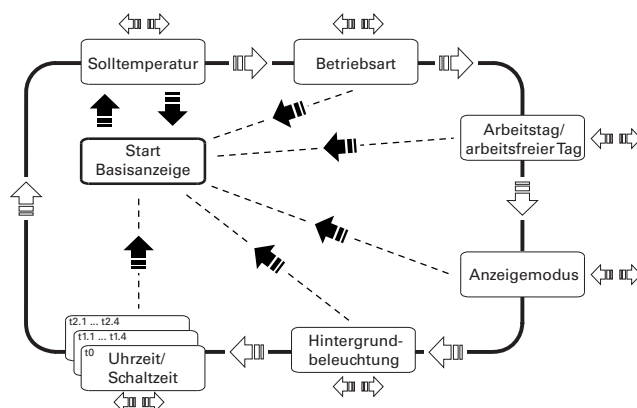 Solltemperatur
Betriebsart
Arbeitstag/
arbeitsfreier Tag
Start
Basisanzeige
Anzeigemodus
Hintergrund-
beleuchtung
t2.1 ... t2.4
t1.1 ... t1.4
t0
Uhrzeit/
Schaltzeit